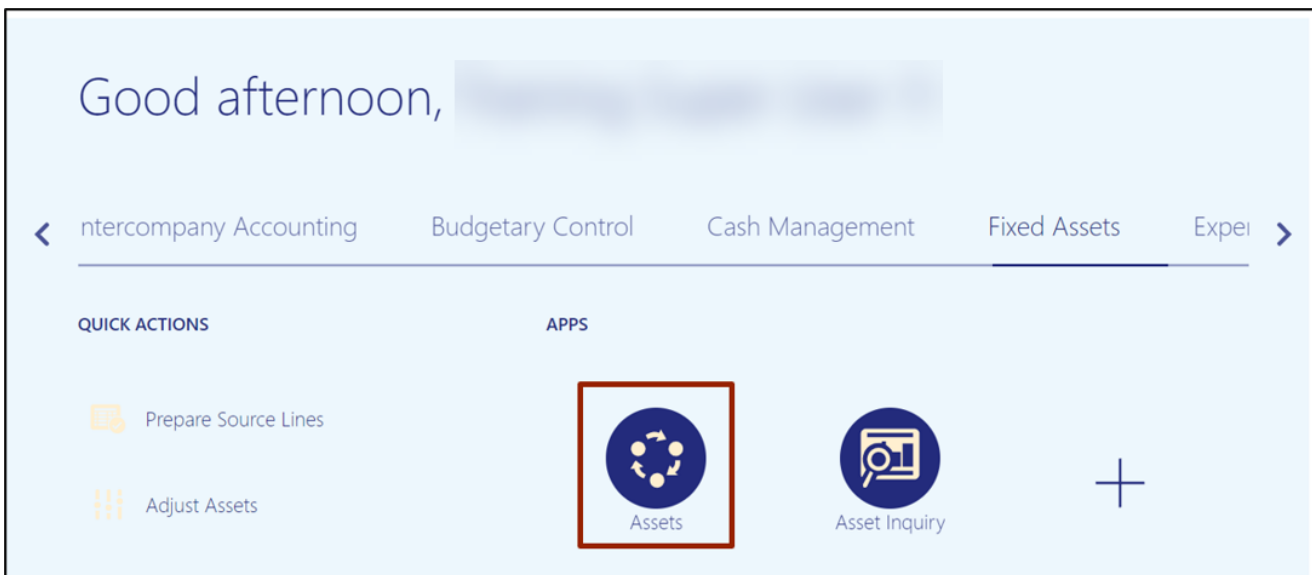 Good afternoon,
ntercompany Accounting Budgetary Control Cash Management Fixed Assets Exper
QUICK ACTIONS APPS
Prepare Source Lines
Adjust Assets
Assets Asset Inquiry